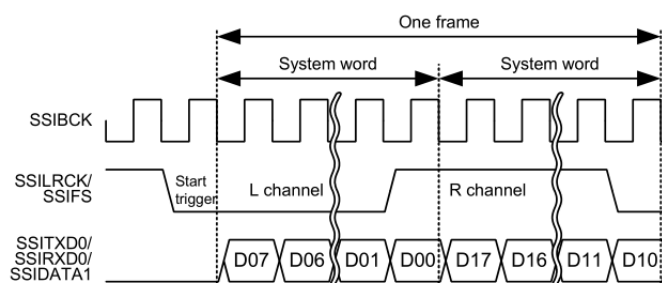 One frame
System word System word
SSIBCK
SSILRCK/
SSIFS
Start
trigger
L channel R channel
SSITXD0/
SSIRXD0/
SSIDATA1
D07 D06 D01 D00 D17 D16 D11 D10